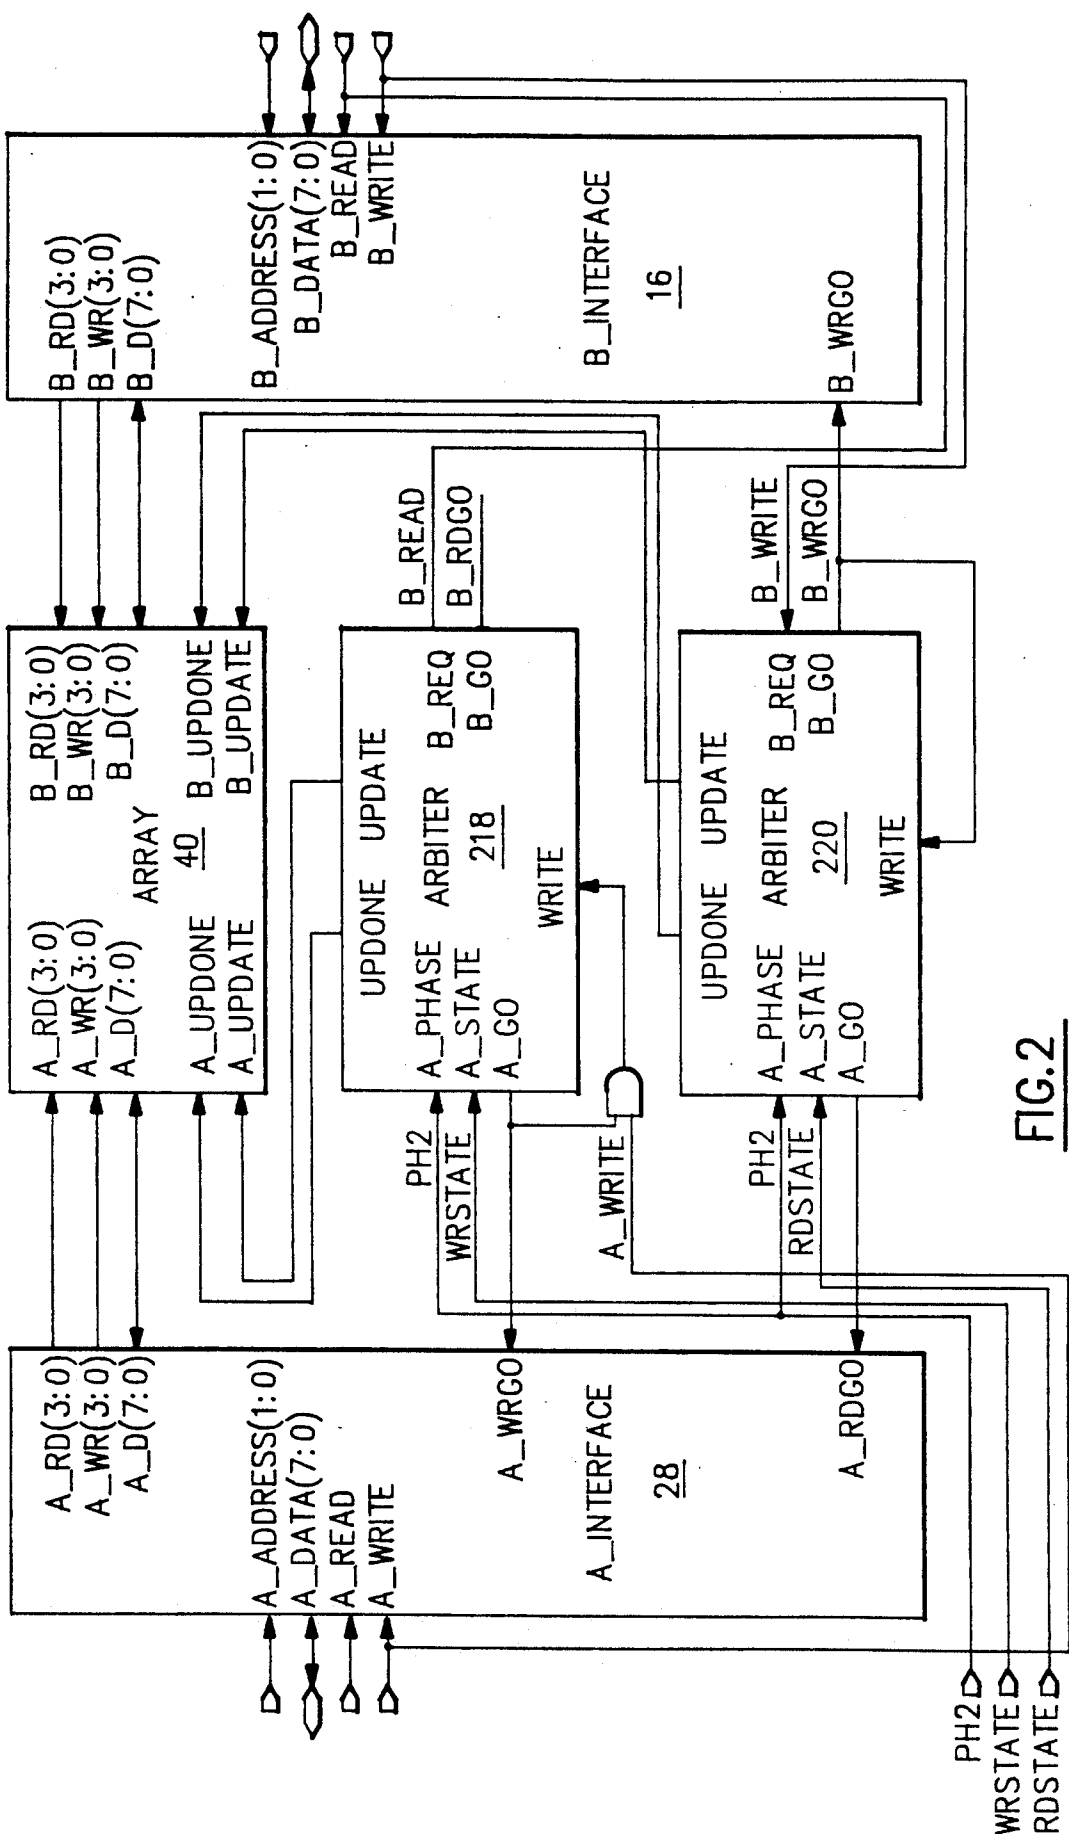 A_RD(3:0)
A_WR(3:0)
A_D(7:0)
A_ADDRESS(1:0)
A_DATA(7:0)
A_READ
A_WRITE
A_WRGO
A_INTERFACE
28
A_RDGO
PH2
WRSTATE
RDSTATE
A_RD(3:0)
A_WR(3:0)
A_D(7:0)
A_UPDONE
A_UPDATE
ARRAY
40
B_RD(3:0)
B_WR(3:0)
B_D(7:0)
B_UPDONE
B_UPDATE
PH2
WRSTATE
UPDONE UPDATE
A_PHASE
A_STATE
A_GO
ARBITER
218
B_REQ
B_GO
WRITE
B_READ
B_RDGO
A_WRITE
PH2
RDSTATE
UPDONE UPDATE
A_PHASE
A_STATE
A_GO
ARBITER
220
B_REQ
B_GO
WRITE
B_WRITE
B_WRGO
B_RD(3:0)
B_WR(3:0)
B_D(7:0)
B_ADDRESS(1:0)
B_DATA(7:0)
B_READ
B_WRITE
B_INTERFACE
16
B_WRGO
FIG.2